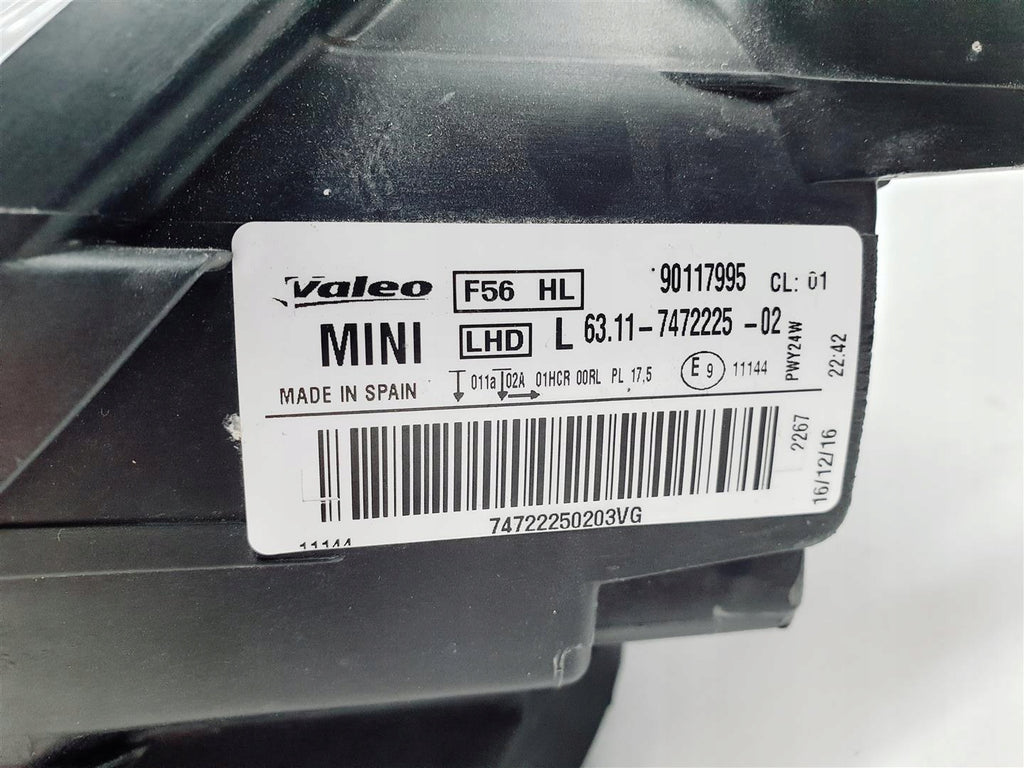 Valeo F56 HL 90117995 CL: 01
MINI LHD L 63.11-7472225-02
MADE IN SPAIN 011a 02A 01HCR 00RL PL 17,5 E9 11144
PWY24W
22:42
2267
16/12/16
74722250203VG
11144